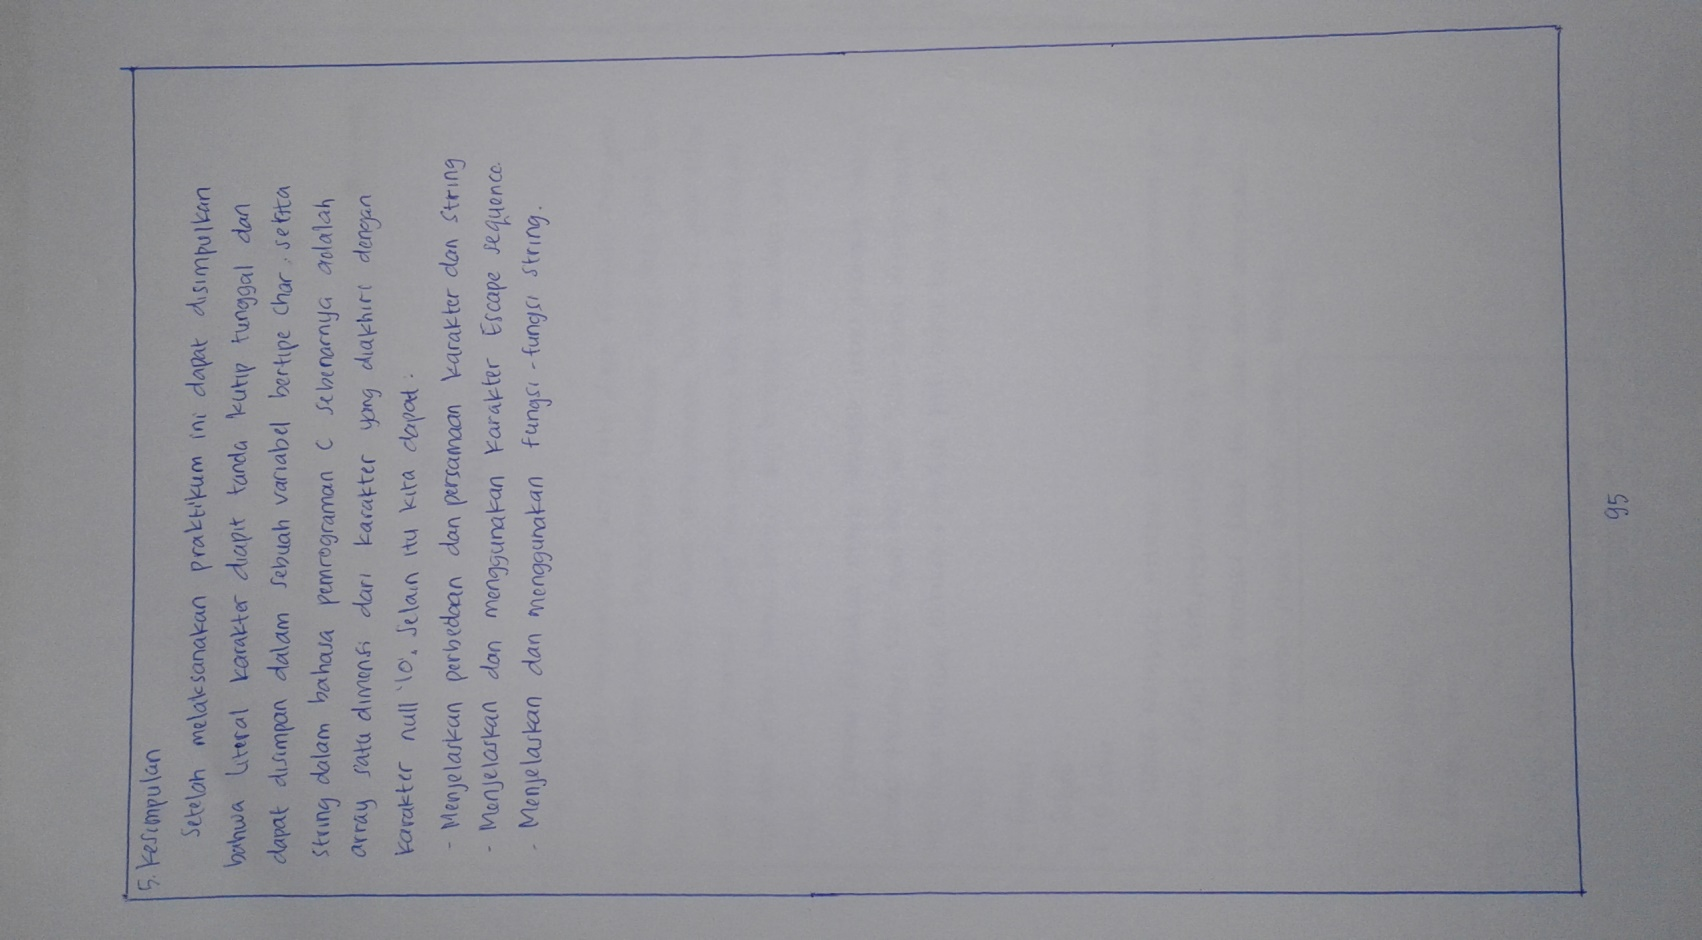 5. Kesimpulan
Setelah melaksanakan praktikum ini dapat disimpulkan
bahwa literal karakter diapit tanda kutip tunggal dan
dapat disimpan dalam sebuah variabel bertipe char, serta
string dalam bahasa pemrograman C sebenarnya adalah
array satu dimensi dari karakter yang diakhiri dengan
karakter null '\0'. Selain itu kita dapat :
- Menjelaskan perbedaan dan persamaan karakter dan string
- Menjelaskan dan menggunakan karakter Escape sequence.
- Menjelaskan dan menggunakan fungsi-fungsi string.
95